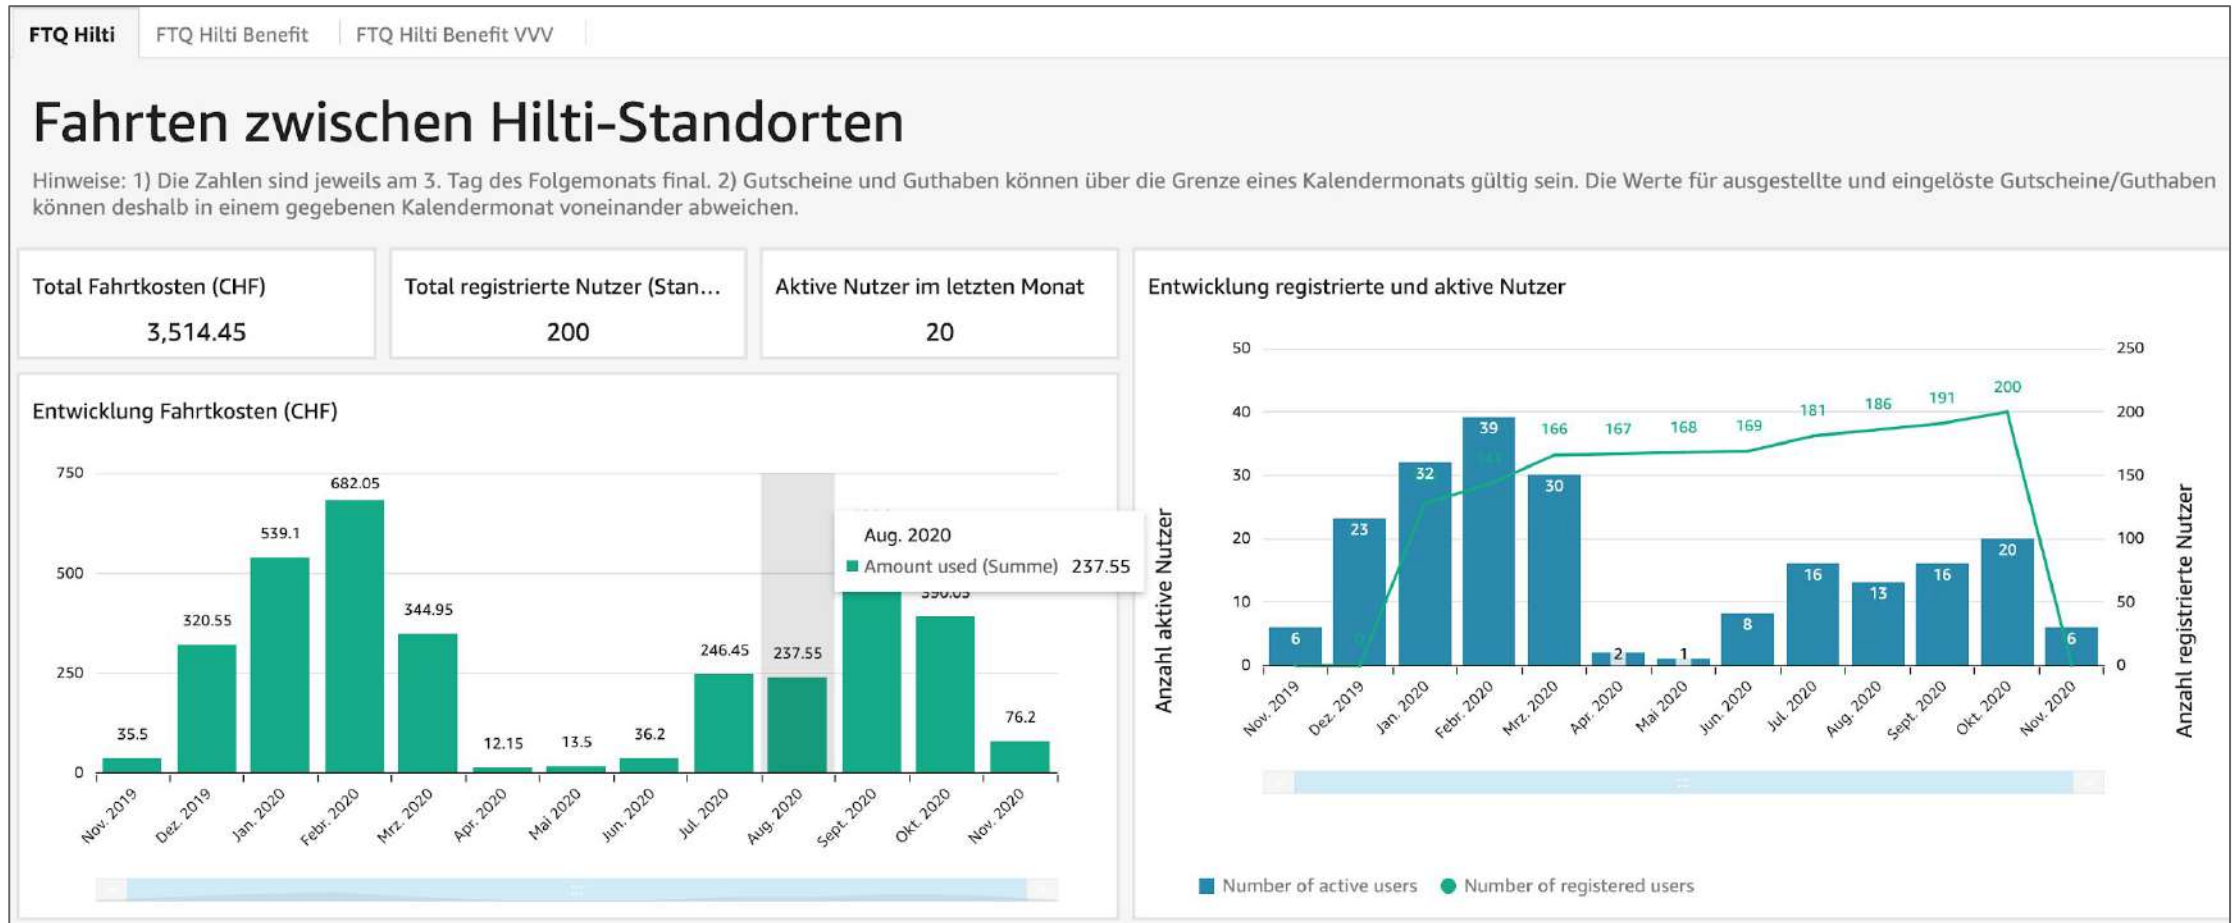 FTQ Hilti
FTQ Hilti Benefit
FTQ Hilti Benefit VVV
Fahrten zwischen Hilti-Standorten
Hinweise: 1) Die Zahlen sind jeweils am 3. Tag des Folgemonats final. 2) Gutscheine und Guthaben können über die Grenze eines Kalendermonats gültig sein. Die Werte für ausgestellte und eingelöste Gutscheine/Guthaben
können deshalb in einem gegebenen Kalendermonat voneinander abweichen.
Total Fahrtkosten (CHF)
3,514.45
Total registrierte Nutzer (Stan...
200
Aktive Nutzer im letzten Monat
20
Entwicklung Fahrtkosten (CHF)
750
500
250
0
35.5
320.55
539.1
682.05
344.95
12.15
13.5
36.2
246.45
237.55
76.2
Aug. 2020
Amount used (Summe) 237.55
Nov. 2019
Dez. 2019
Jan. 2020
Febr. 2020
Mrz. 2020
Apr. 2020
Mai 2020
Jun. 2020
Jul. 2020
Aug. 2020
Sept. 2020
Okt. 2020
Nov. 2020
Entwicklung registrierte und aktive Nutzer
Anzahl aktive Nutzer
50
40
30
20
10
0
6
23
32
39
30
2
1
8
16
13
16
20
6
0
166
167
168
169
181
186
191
200
250
200
150
100
50
0
Anzahl registrierte Nutzer
Nov. 2019
Dez. 2019
Jan. 2020
Febr. 2020
Mrz. 2020
Apr. 2020
Mai 2020
Jun. 2020
Jul. 2020
Aug. 2020
Sept. 2020
Okt. 2020
Nov. 2020
Number of active users
Number of registered users